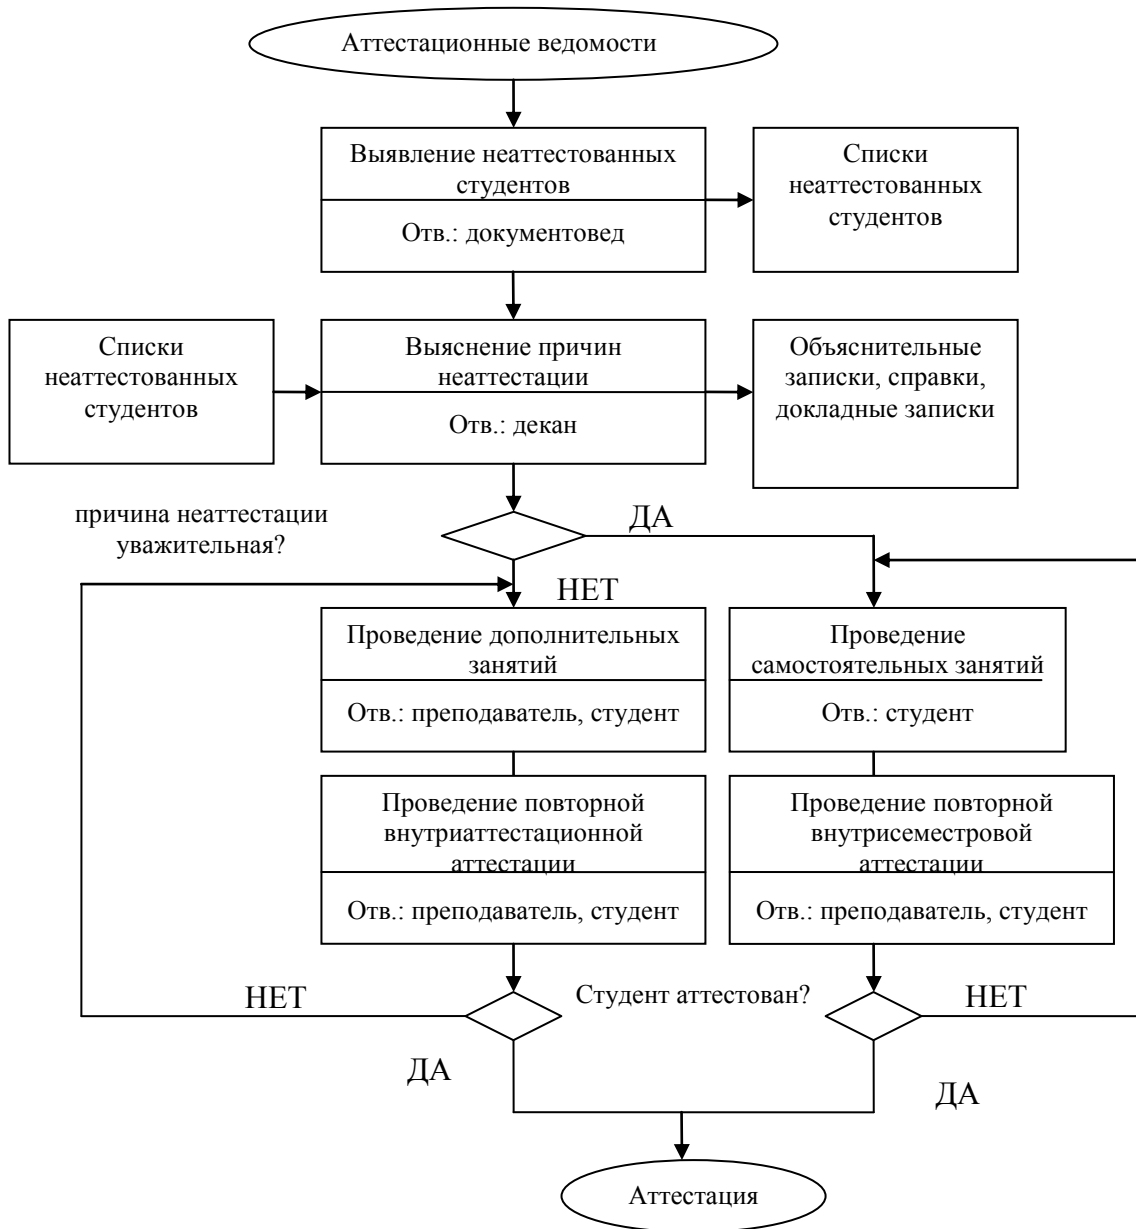 Аттестационные ведомости
Выявление неаттестованных
студентов
Отв.: документовед
Списки
неаттестованных
студентов
Списки
неаттестованных
студентов
Выяснение причин
неаттестации
Отв.: декан
Объяснительные
записки, справки,
докладные записки
причина неаттестации
уважительная?
ДА
НЕТ
Проведение дополнительных
занятий
Отв.: преподаватель, студент
Проведение
самостоятельных занятий
Отв.: студент
Проведение повторной
внутриаттестационной
аттестации
Отв.: преподаватель, студент
Проведение повторной
внутрисеместровой
аттестации
Отв.: преподаватель, студент
НЕТ
Студент аттестован?
НЕТ
ДА
ДА
Аттестация